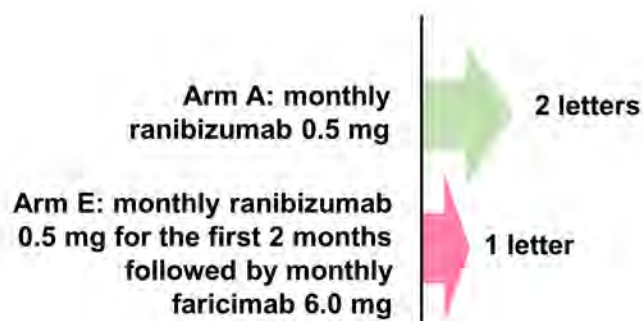 Arm A: monthly
ranibizumab 0.5 mg
2 letters
Arm E: monthly ranibizumab
0.5 mg for the first 2 months
followed by monthly
faricimab 6.0 mg
1 letter